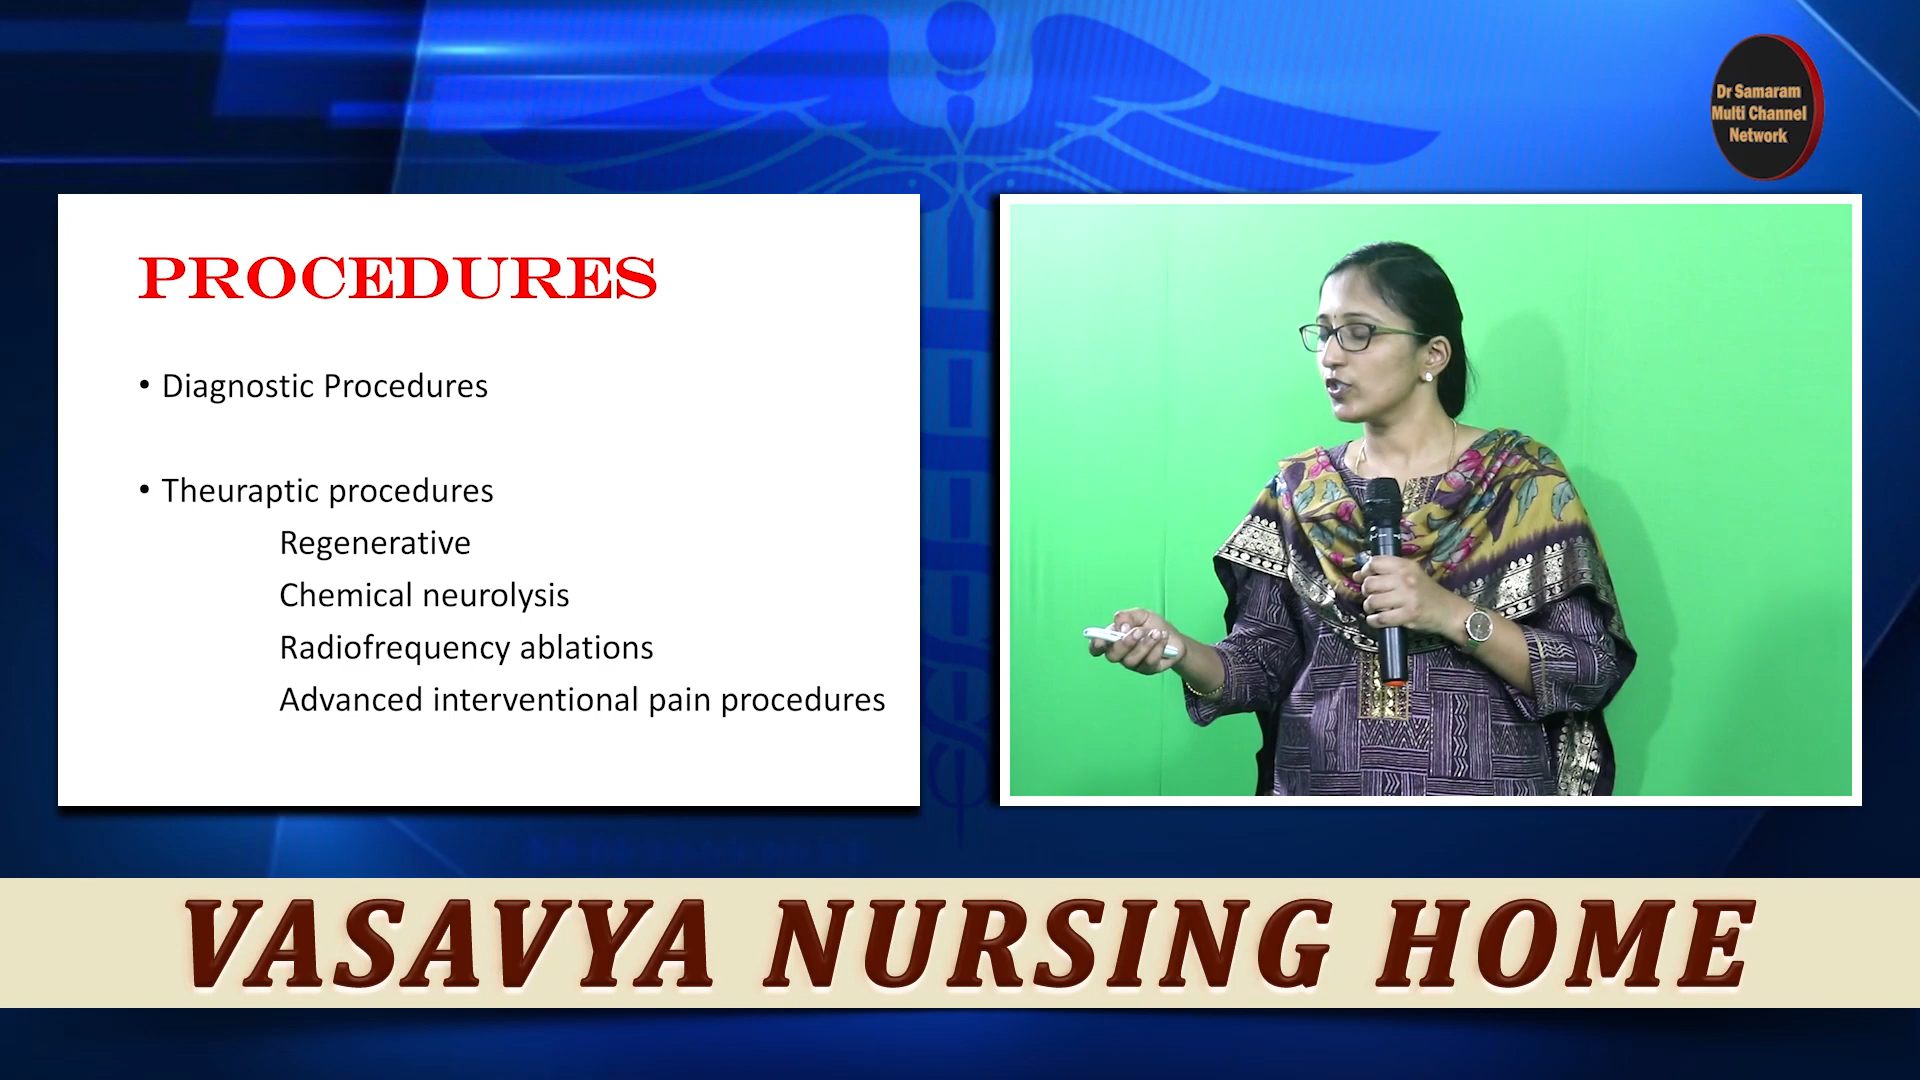 Dr Samaram
Multi Channel
Network
PROCEDURES
• Diagnostic Procedures
• Theuraptic procedures
Regenerative
Chemical neurolysis
Radiofrequency ablations
Advanced interventional pain procedures
VASAVYA NURSING HOME